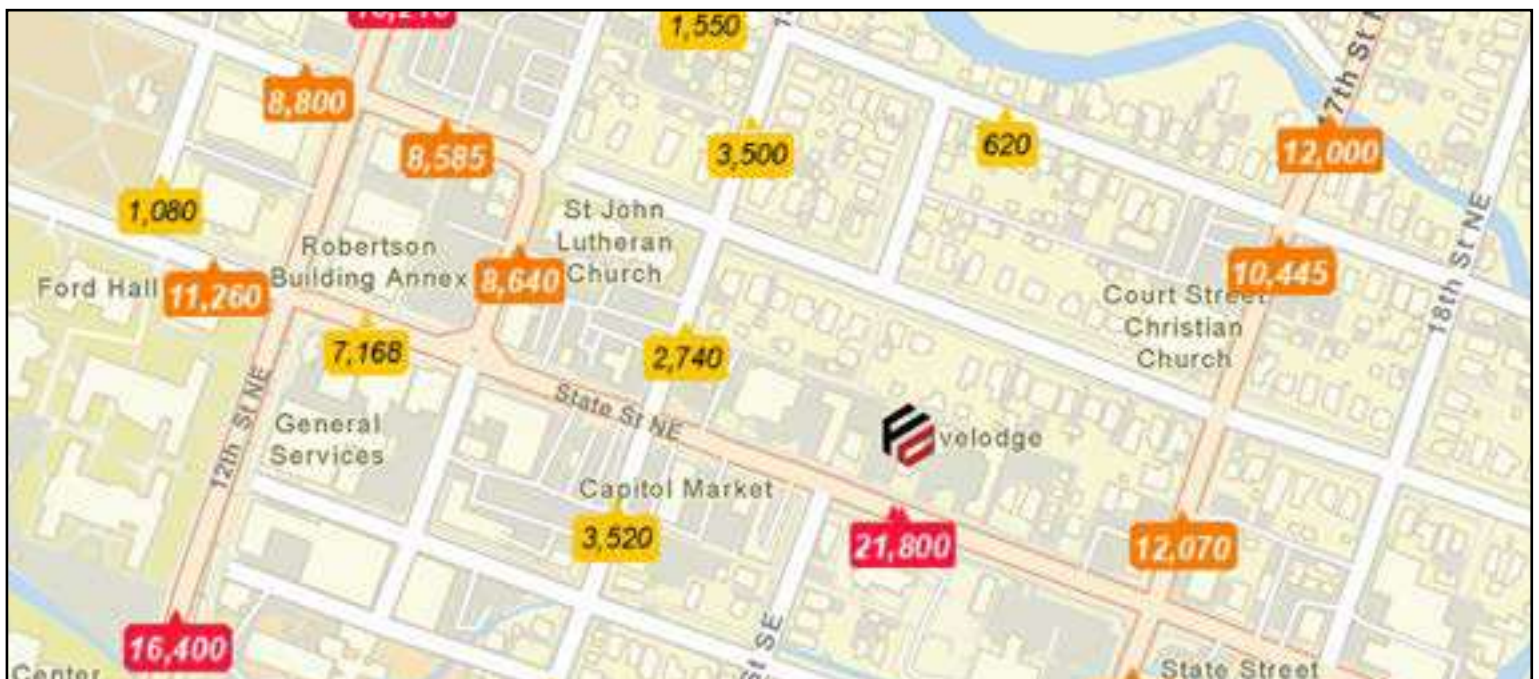 1,550
8,800
17th St N
8,585
3,500
620
12,000
1,080
St John
Lutheran
Church
Robertson
Building Annex
8,640
Ford Hall
11,260
10,445
Court Street
Christian
Church
18th St NE
7,168
2,740
12th St NE
State St NE
General
Services
velodge
Capitol Market
3,520
21,800
12,070
St SE
16,400
Center
State Street